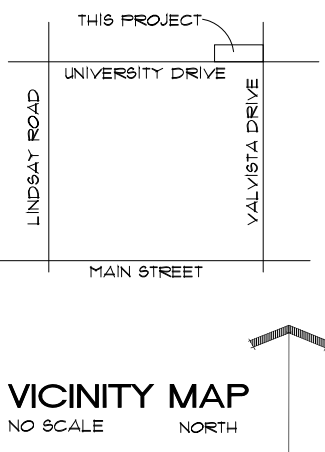 THIS PROJECT
UNIVERSITY DRIVE
LINDSAY ROAD
VALVISTA DRIVE
MAIN STREET
VICINITY MAP
NO SCALE
NORTH